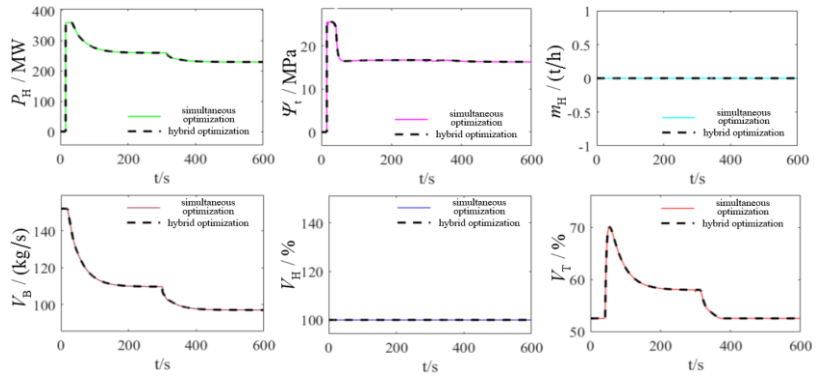 P_H / MW
400
300
200
100
0
0
200
400
600
t/s
simultaneous
optimization
hybrid optimization
Ψ_t / MPa
20
10
0
0
200
400
600
t/s
simultaneous
optimization
hybrid optimization
m_H / (t/h)
1
0.5
0
-0.5
-1
0
200
400
600
t/s
simultaneous
optimization
hybrid optimization
V_B / (kg/s)
140
120
100
0
200
400
600
t/s
simultaneous
optimization
hybrid optimization
V_H / %
140
120
100
0
200
400
600
t/s
simultaneous
optimization
hybrid optimization
V_T / %
70
60
50
0
200
400
600
t/s
simultaneous
optimization
hybrid optimization